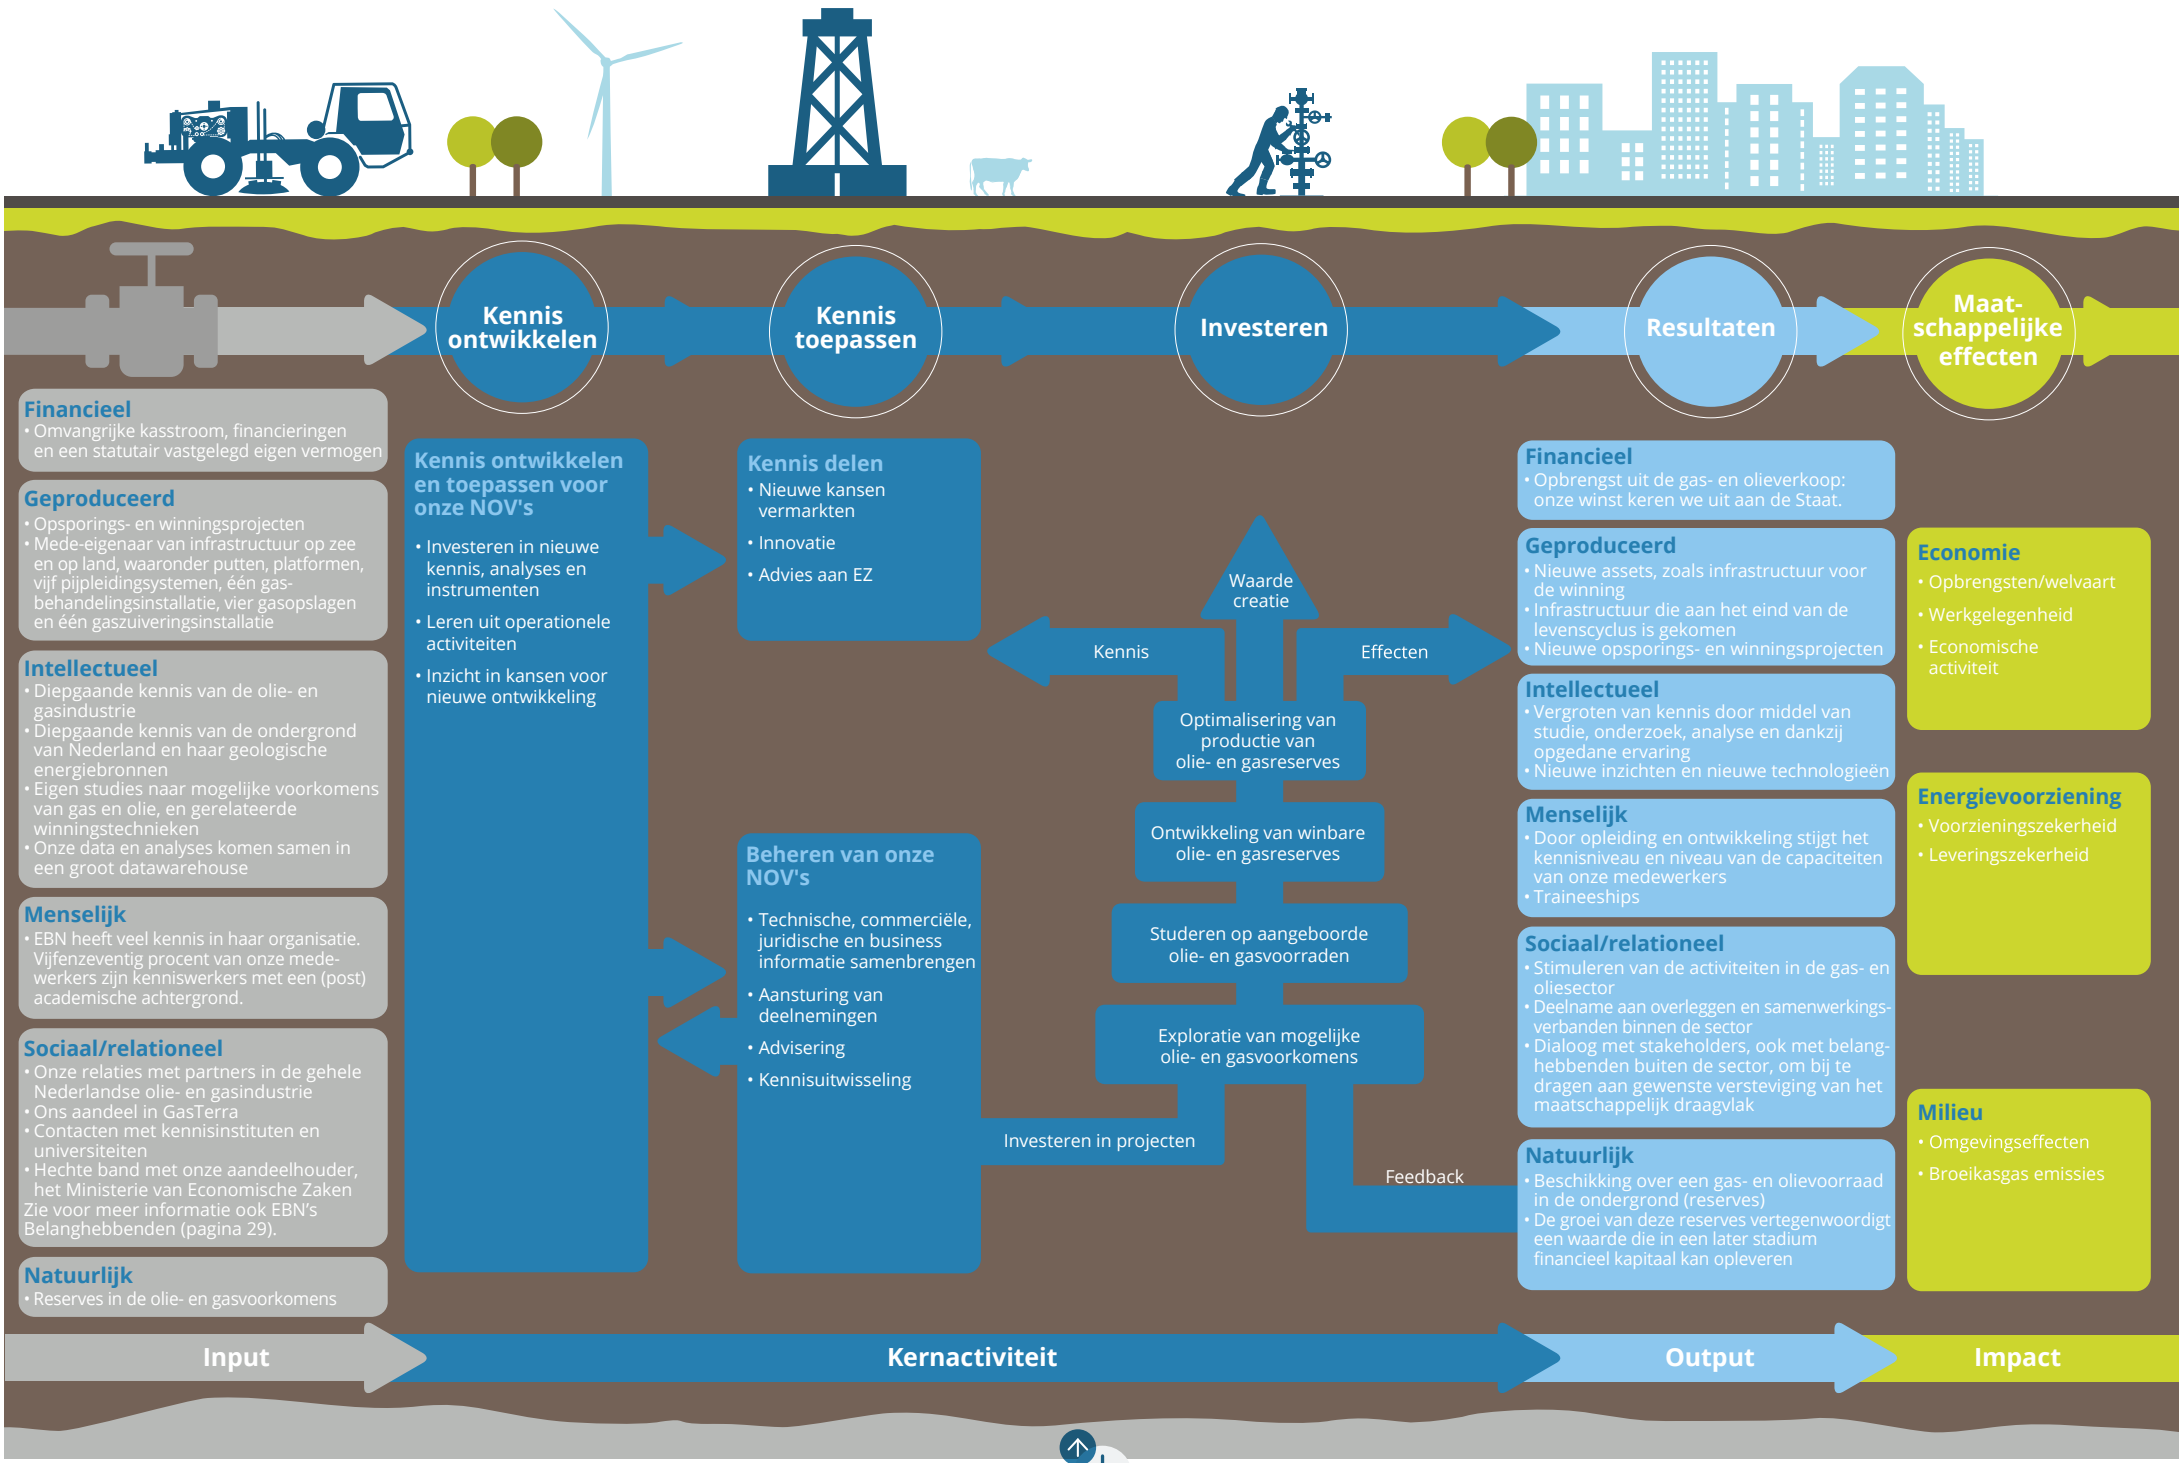 Kennis
ontwikkelen
Kennis
toepassen
Investeren
Resultaten
Maat-
schappelijke
effecten
Financieel
• Omvangrijke kasstroom, financieringen
en een statutair vastgelegd eigen vermogen
Geproduceerd
• Opsporings- en winningsprojecten
• Mede-eigenaar van infrastructuur op zee
en op land, waaronder putten, platformen,
vijf pijpleidingsystemen, één gas-
behandelingsinstallatie, vier gasopslagen
en één gaszuiveringsinstallatie
Intellectueel
• Diepgaande kennis van de olie- en
gasindustrie
• Diepgaande kennis van de ondergrond
van Nederland en haar geologische
energiebronnen
• Eigen studies naar mogelijke voorkomens
van gas en olie, en gerelateerde
winningstechnieken
• Onze data en analyses komen samen in
een groot datawarehouse
Menselijk
• EBN heeft veel kennis in haar organisatie.
Vijfenzeventig procent van onze mede-
werkers zijn kenniswerkers met een (post)
academische achtergrond.
Sociaal/relationeel
• Onze relaties met partners in de gehele
Nederlandse olie- en gasindustrie
• Ons aandeel in GasTerra
• Contacten met kennisinstituten en
universiteiten
• Hechte band met onze aandeelhouder,
het Ministerie van Economische Zaken
Zie voor meer informatie ook EBN’s
Belanghebbenden (pagina 29).
Natuurlijk
• Reserves in de olie- en gasvoorkomens
Kennis ontwikkelen
en toepassen voor
onze NOV's
• Investeren in nieuwe
kennis, analyses en
instrumenten
• Leren uit operationele
activiteiten
• Inzicht in kansen voor
nieuwe ontwikkeling
Kennis delen
• Nieuwe kansen
vermarkten
• Innovatie
• Advies aan EZ
Beheren van onze
NOV's
• Technische, commerciële,
juridische en business
informatie samenbrengen
• Aansturing van
deelnemingen
• Advisering
• Kennisuitwisseling
Waarde
creatie
Kennis
Effecten
Optimalisering van
productie van
olie- en gasreserves
Ontwikkeling van winbare
olie- en gasreserves
Studeren op aangeboorde
olie- en gasvoorraden
Exploratie van mogelijke
olie- en gasvoorkomens
Investeren in projecten
Feedback
Financieel
• Opbrengst uit de gas- en olieverkoop:
onze winst keren we uit aan de Staat.
Geproduceerd
• Nieuwe assets, zoals infrastructuur voor
de winning
• Infrastructuur die aan het eind van de
levenscyclus is gekomen
• Nieuwe opsporings- en winningsprojecten
Intellectueel
• Vergroten van kennis door middel van
studie, onderzoek, analyse en dankzij
opgedane ervaring
• Nieuwe inzichten en nieuwe technologieën
Menselijk
• Door opleiding en ontwikkeling stijgt het
kennisniveau en niveau van de capaciteiten
van onze medewerkers
• Traineeships
Sociaal/relationeel
• Stimuleren van de activiteiten in de gas- en
oliesector
• Deelname aan overleggen en samenwerkings-
verbanden binnen de sector
• Dialoog met stakeholders, ook met belang-
hebbenden buiten de sector, om bij te
dragen aan gewenste versteviging van het
maatschappelijk draagvlak
Natuurlijk
• Beschikking over een gas- en olievoorraad
in de ondergrond (reserves)
• De groei van deze reserves vertegenwoordigt
een waarde die in een later stadium
financieel kapitaal kan opleveren
Economie
• Opbrengsten/welvaart
• Werkgelegenheid
• Economische
activiteit
Energievoorziening
• Voorzieningszekerheid
• Leveringszekerheid
Milieu
• Omgevingseffecten
• Broeikasgas emissies
Input
Kernactiviteit
Output
Impact